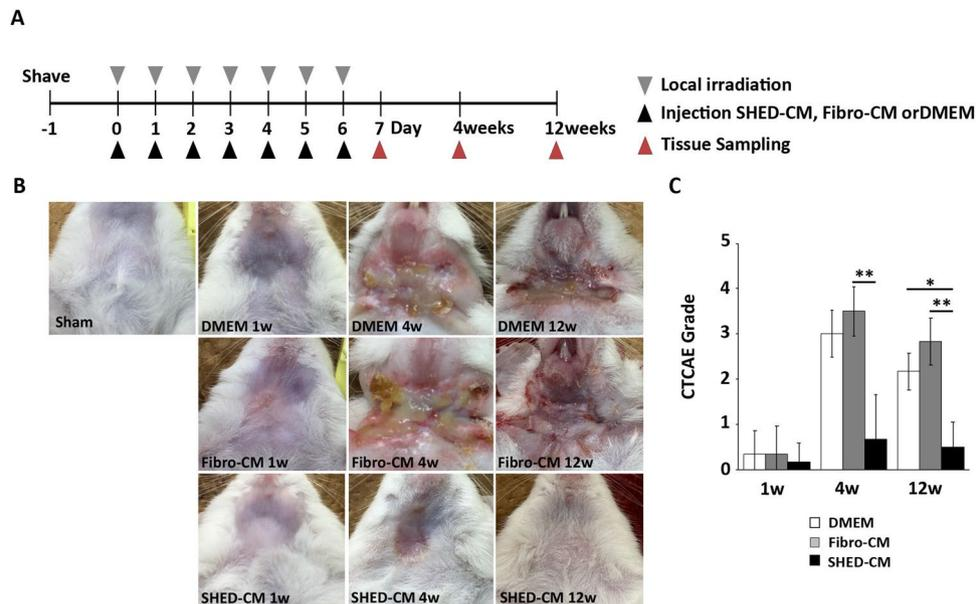 A
Shave
-1 0 1 2 3 4 5 6 7 Day 4weeks 12weeks
Local irradiation
Injection SHED-CM, Fibro-CM orDMEM
Tissue Sampling
B
Sham
DMEM 1w
DMEM 4w
DMEM 12w
Fibro-CM 1w
Fibro-CM 4w
Fibro-CM 12w
SHED-CM 1w
SHED-CM 4w
SHED-CM 12w
C
CTCAE Grade
5
4
3
2
1
0
**
*
**
1w 4w 12w
DMEM
Fibro-CM
SHED-CM